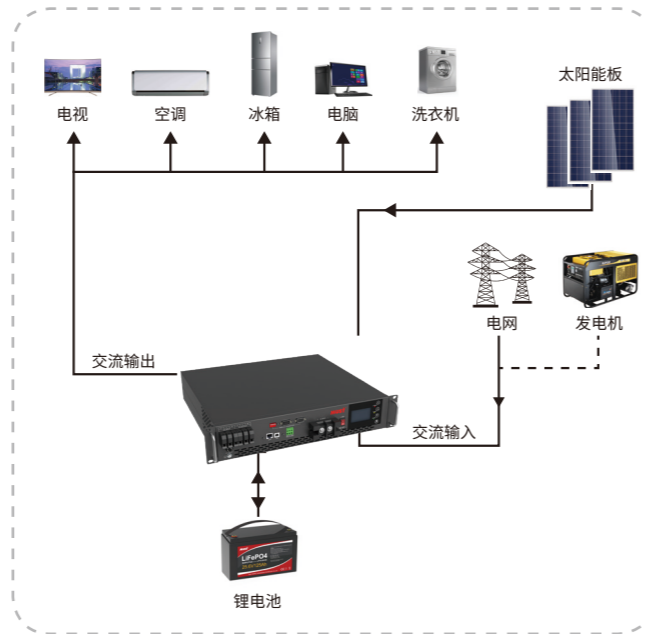 太阳能板
电视
空调
冰箱
电脑
洗衣机
电网
发电机
交流输出
交流输入
LiFePO4
锂电池